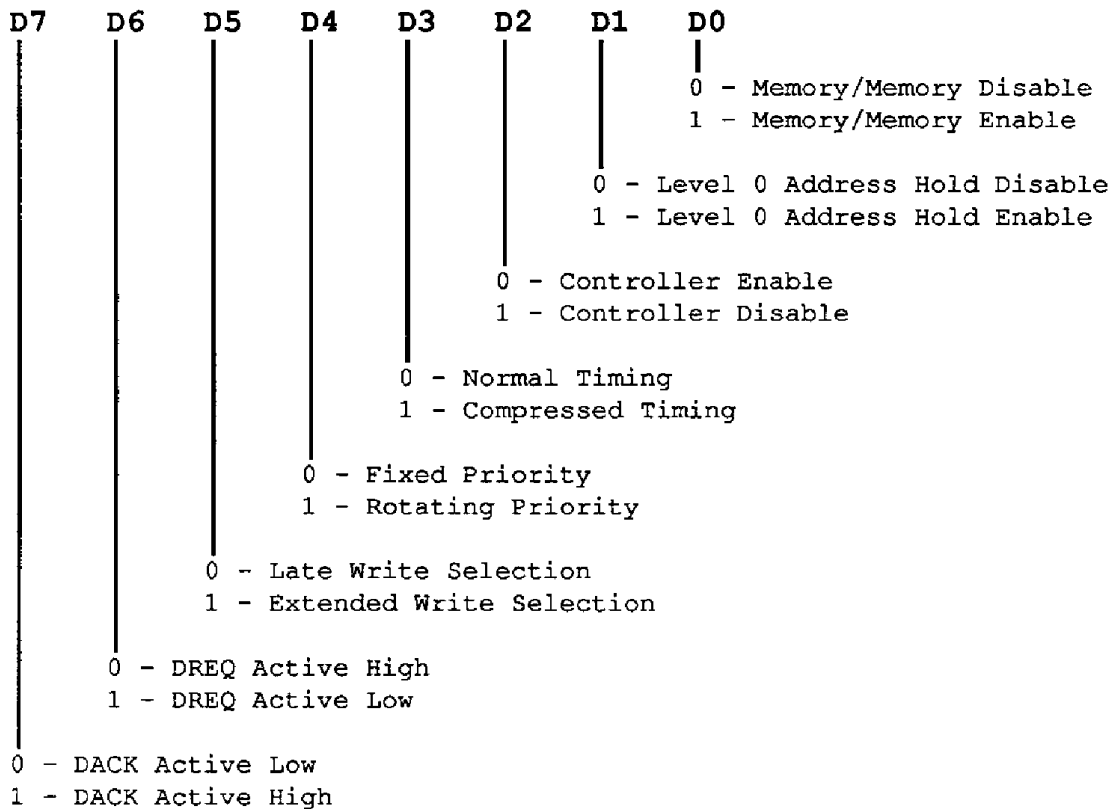 D7 D6 D5 D4 D3 D2 D1 D0
0 - Memory/Memory Disable
1 - Memory/Memory Enable
0 - Level 0 Address Hold Disable
1 - Level 0 Address Hold Enable
0 - Controller Enable
1 - Controller Disable
0 - Normal Timing
1 - Compressed Timing
0 - Fixed Priority
1 - Rotating Priority
0 - Late Write Selection
1 - Extended Write Selection
0 - DREQ Active High
1 - DREQ Active Low
0 - DACK Active Low
1 - DACK Active High